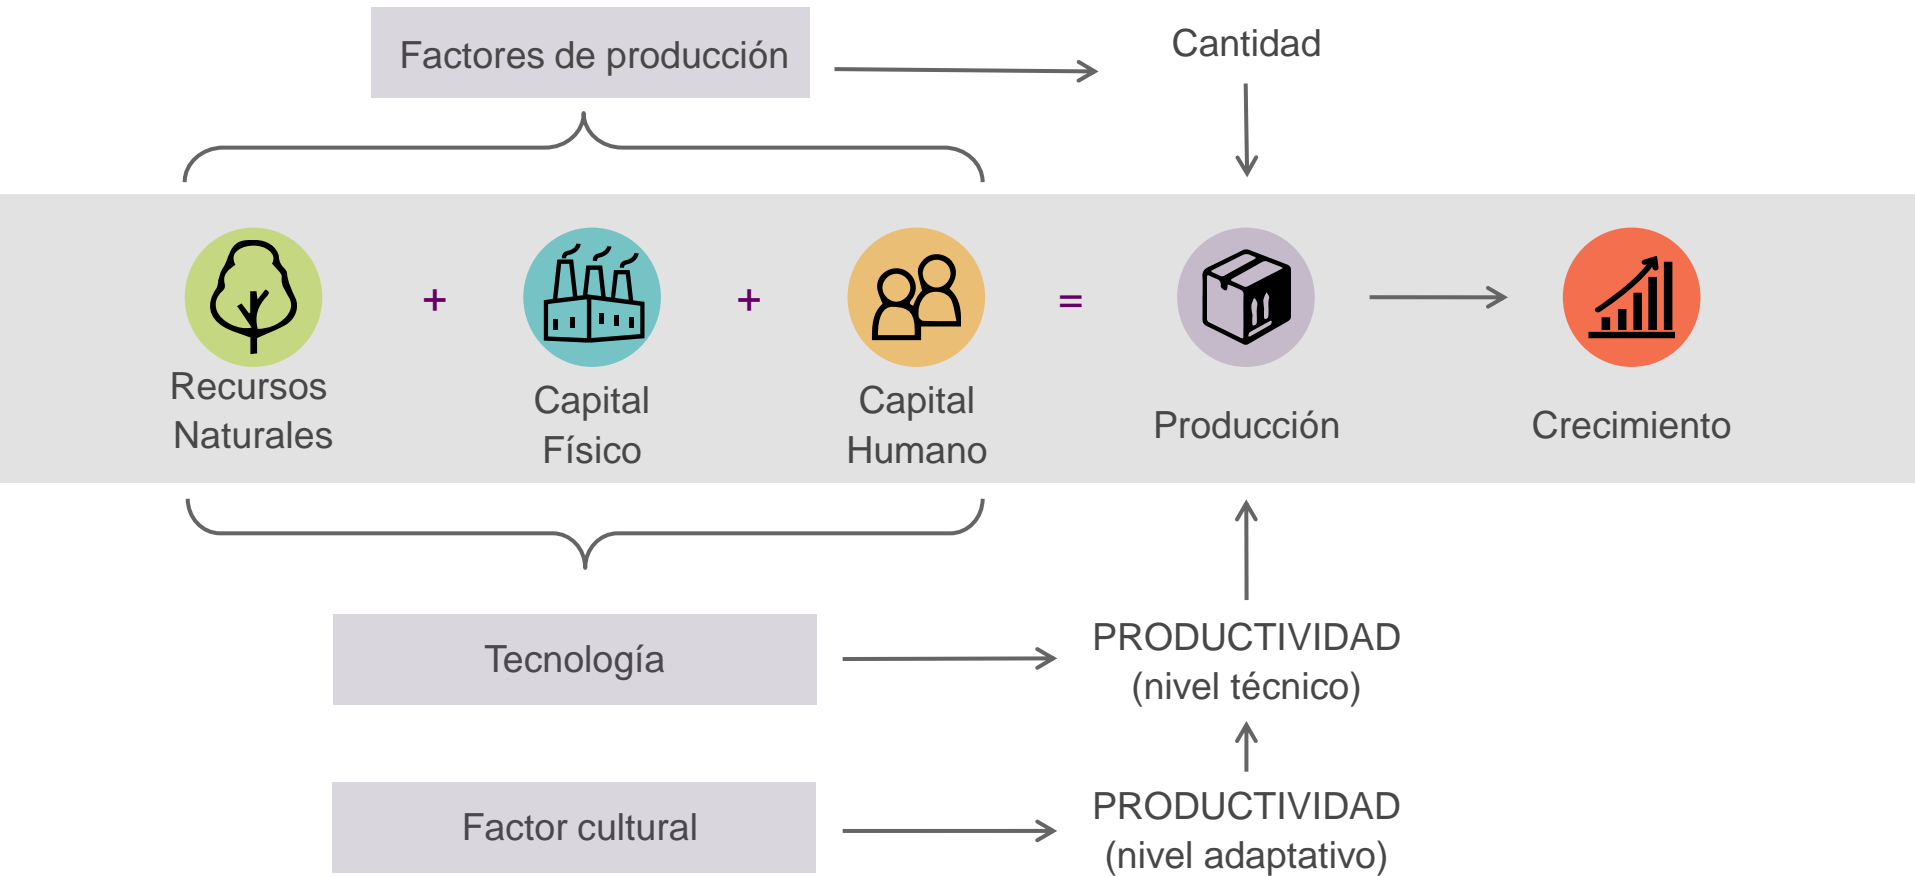 Factores de producción
Cantidad
+
+
=
Recursos
Naturales
Capital
Físico
Capital
Humano
Producción
Crecimiento
Tecnología
PRODUCTIVIDAD
(nivel técnico)
Factor cultural
PRODUCTIVIDAD
(nivel adaptativo)